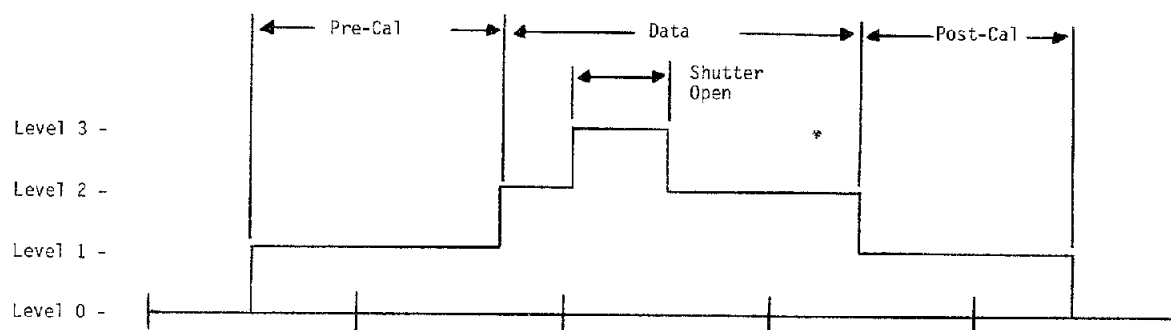 Pre-Cal
Data
Post-Cal
Shutter
Open
Level 3 -
Level 2 -
Level 1 -
Level 0 -